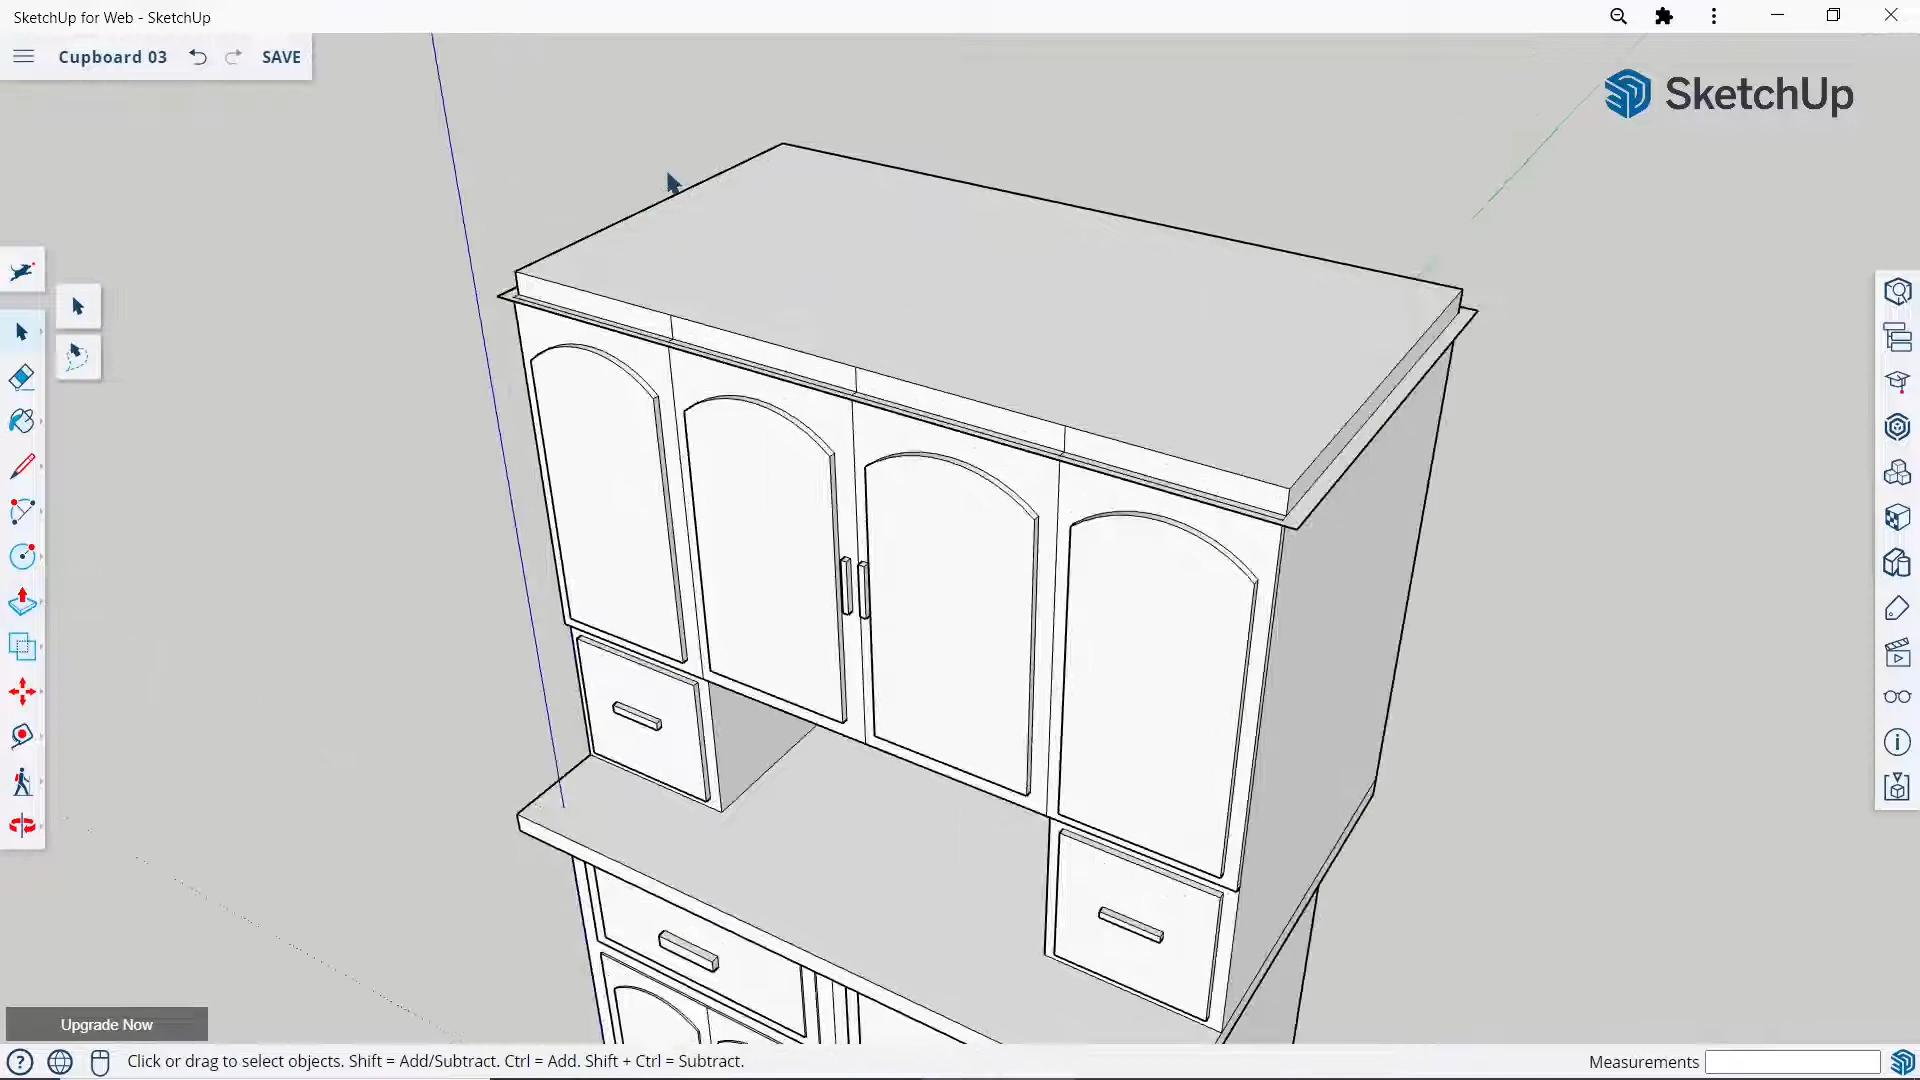 SketchUp for Web - SketchUp
Cupboard 03
SAVE
SketchUp
Upgrade Now
Click or drag to select objects. Shift = Add/Subtract. Ctrl = Add. Shift + Ctrl = Subtract.
Measurements